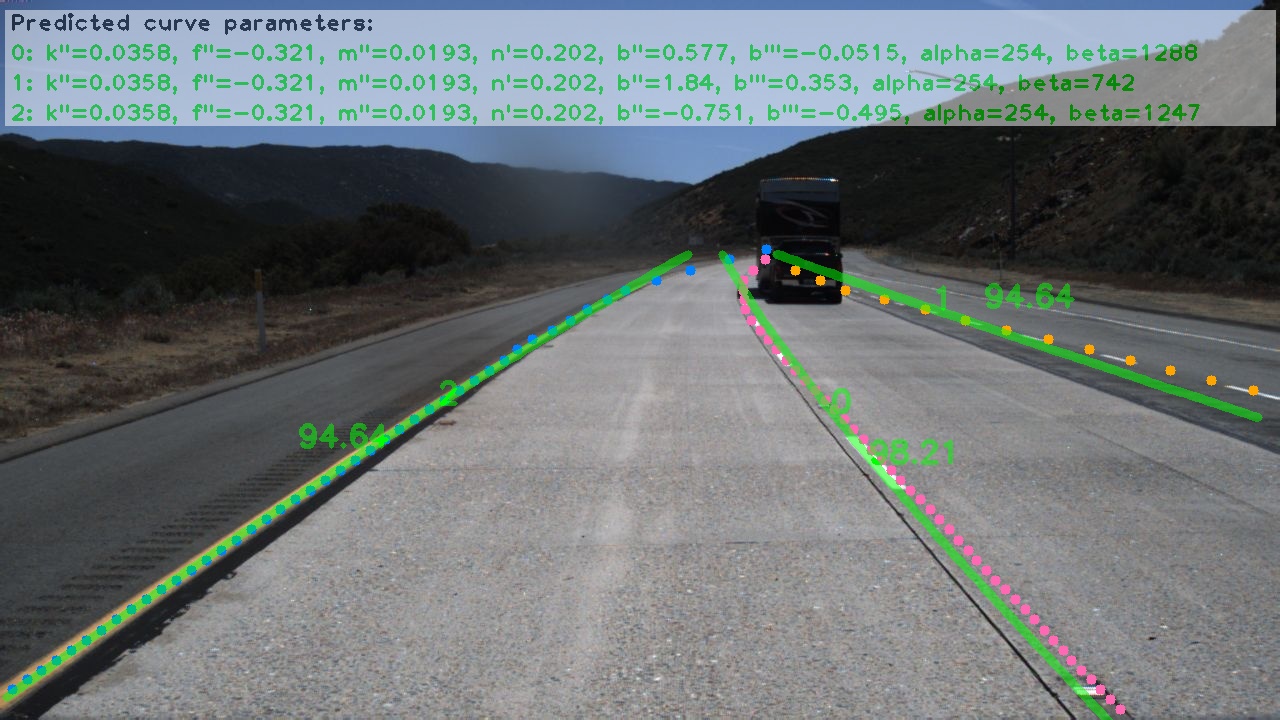 Predicted curve parameters:
0: k''=0.0358, f''=-0.321, m''=0.0193, n'=0.202, b''=0.577, b'''=-0.0515, alpha=254, beta=1288
1: k''=0.0358, f''=-0.321, m''=0.0193, n'=0.202, b''=1.84, b'''=0.353, alpha=254, beta=742
2: k''=0.0358, f''=-0.321, m''=0.0193, n'=0.202, b''=-0.751, b'''=-0.495, alpha=254, beta=1247
1 94.64
2
0
94.64
98.21